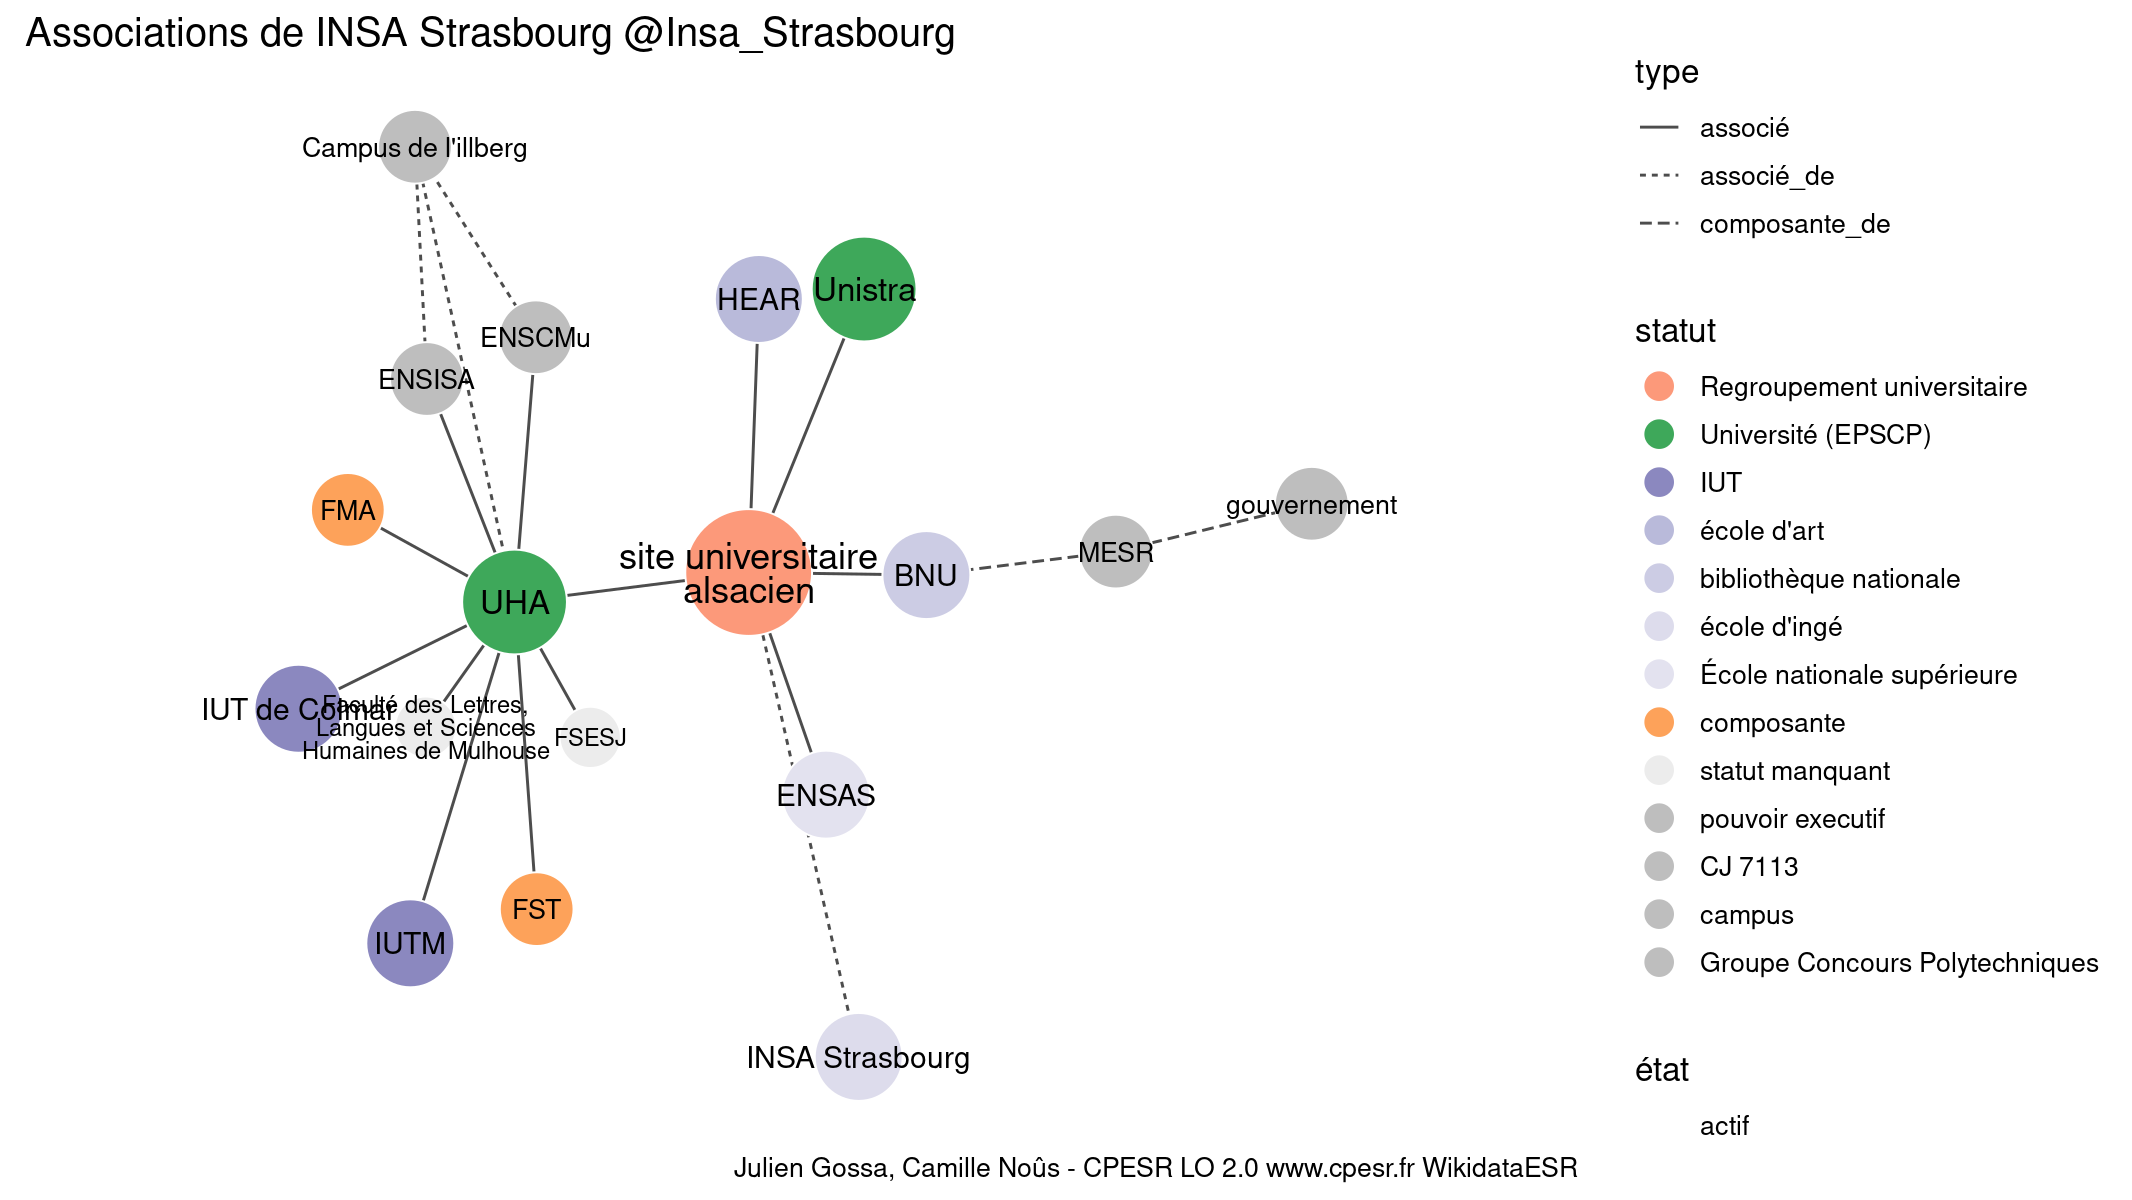 Associations de INSA Strasbourg @Insa_Strasbourg
Campus de l'illberg
HEAR
Unistra
ENSCMu
ENSISA
FMA
gouvernement
MESR
site universitaire
alsacien
BNU
UHA
IUT de Colmar
Faculté des Lettres,
Langues et Sciences
Humaines de Mulhouse
FSESJ
ENSAS
FST
IUTM
INSA Strasbourg
type
associé
associé_de
composante_de
statut
Regroupement universitaire
Université (EPSCP)
IUT
école d'art
bibliothèque nationale
école d'ingé
École nationale supérieure
composante
statut manquant
pouvoir executif
CJ 7113
campus
Groupe Concours Polytechniques
état
actif
Julien Gossa, Camille Noûs - CPESR LO 2.0 www.cpesr.fr WikidataESR